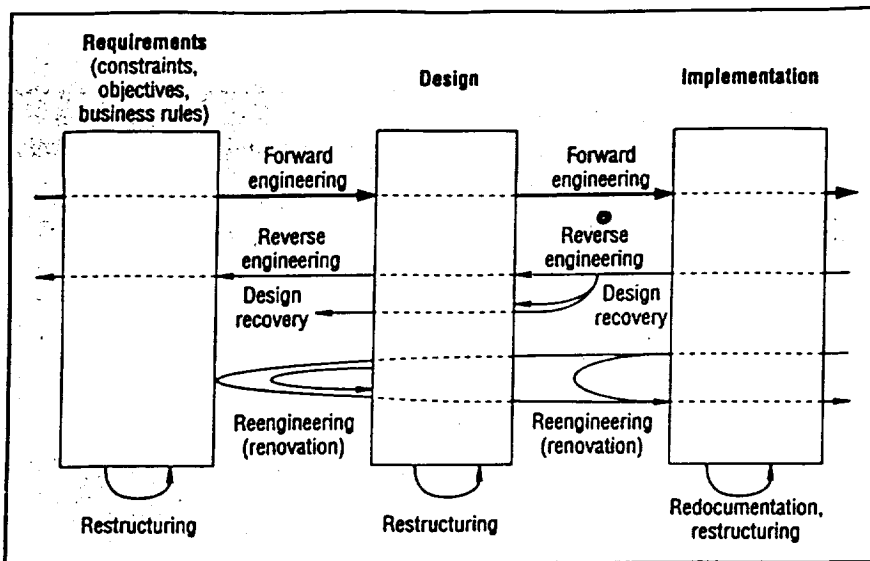 Requirements
(constraints,
objectives,
business rules)
Design
Implementation
Forward
engineering
Forward
engineering
Reverse
engineering
Reverse
engineering
Design
recovery
Design
recovery
Reengineering
(renovation)
Reengineering
(renovation)
Restructuring
Restructuring
Redocumentation,
restructuring